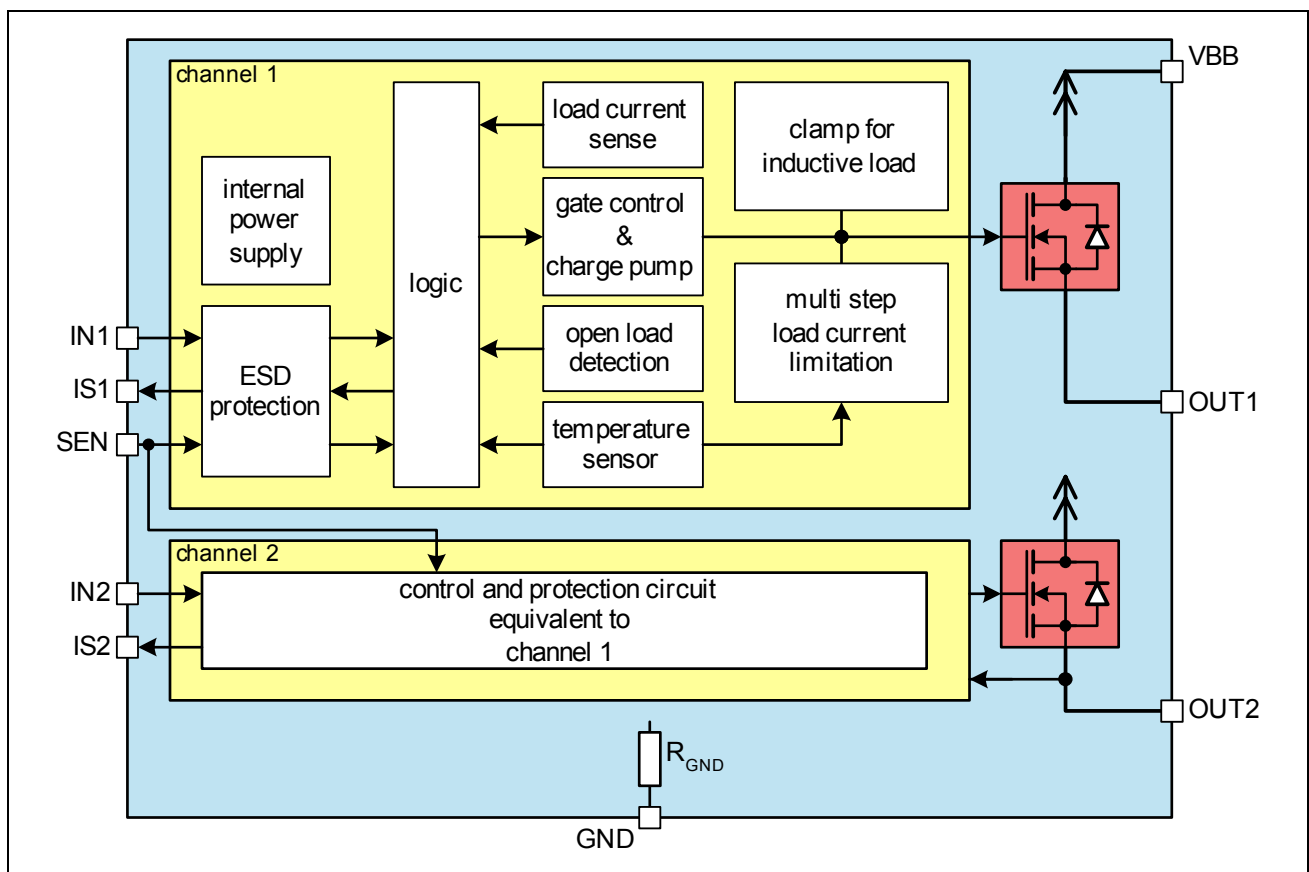 VBB
channel 1
load current
sense
clamp for
inductive load
internal
power
supply
gate control
&
charge pump
logic
multi step
load current
limitation
IN1
IS1
SEN
ESD
protection
open load
detection
OUT1
temperature
sensor
channel 2
IN2
IS2
control and protection circuit
equivalent to
channel 1
OUT2
RGND
GND